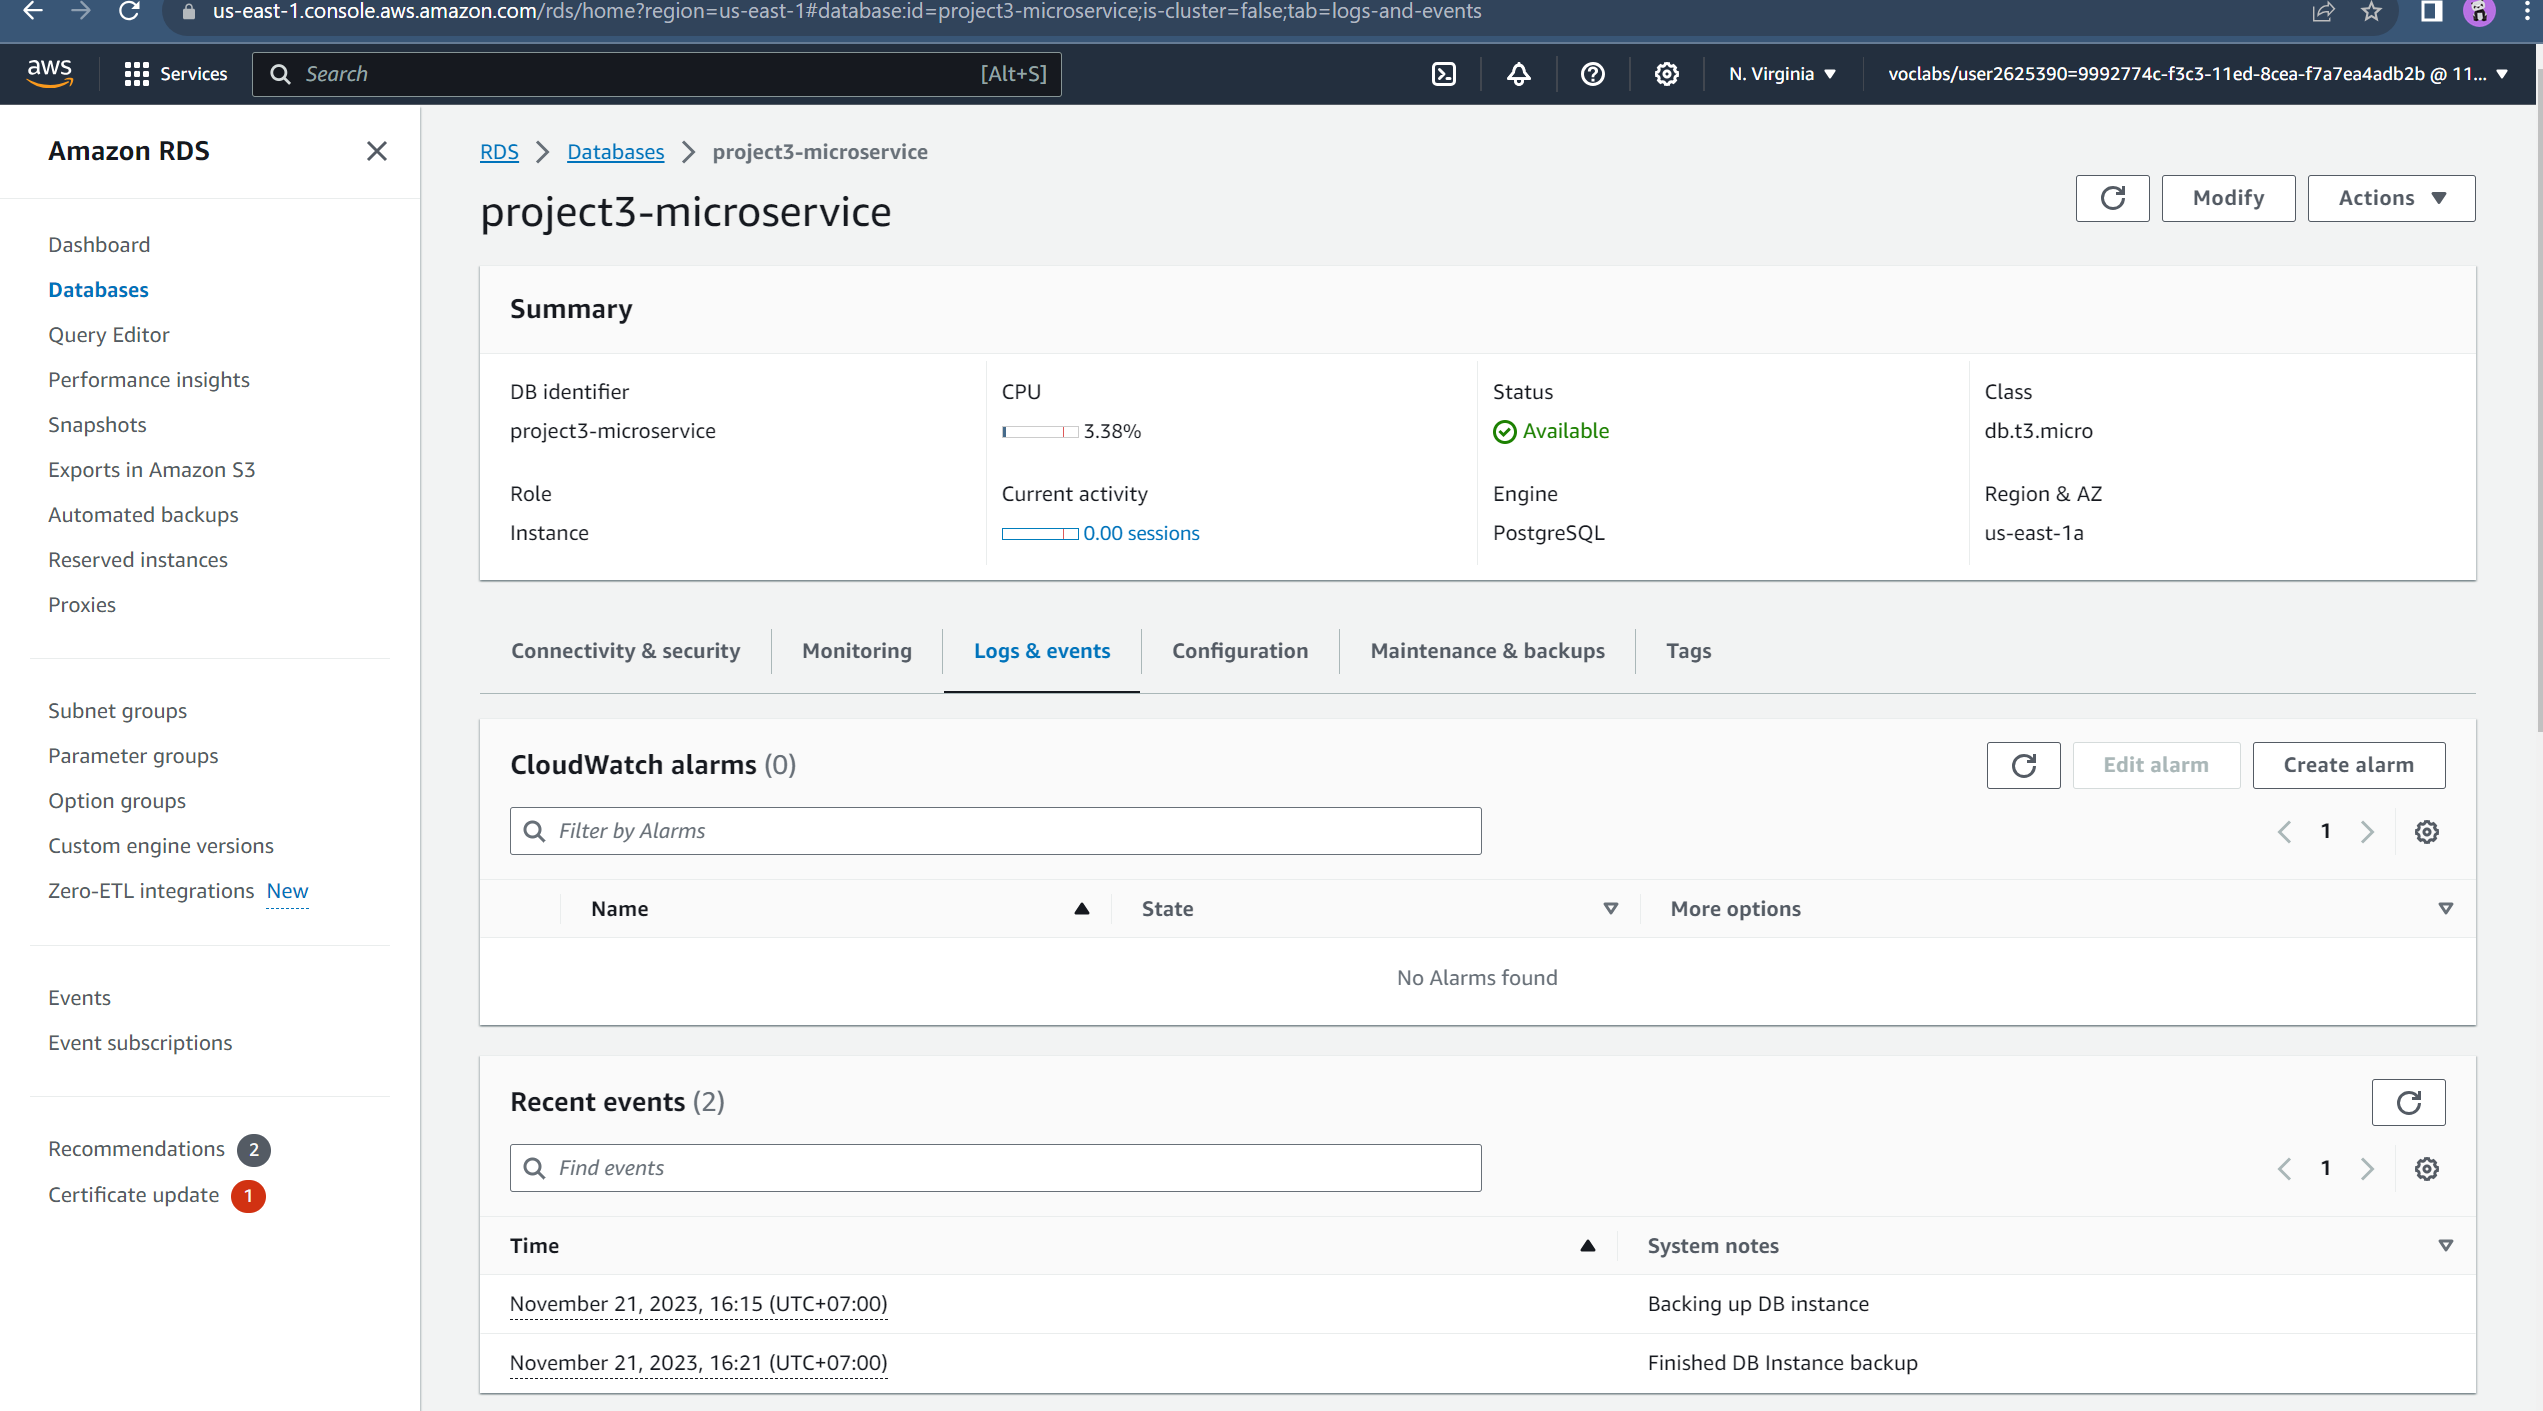 us-east-1.console.aws.amazon.com/rds/home?region=us-east-1#database:id=project3-microservice;is-cluster=false;tab=logs-and-events
aws Services Search [Alt+S] N. Virginia voclabs/user2625390=9992774c-f3c3-11ed-8cea-f7a7ea4adb2b @ 11...
Amazon RDS
Dashboard
Databases
Query Editor
Performance insights
Snapshots
Exports in Amazon S3
Automated backups
Reserved instances
Proxies
Subnet groups
Parameter groups
Option groups
Custom engine versions
Zero-ETL integrations New
Events
Event subscriptions
Recommendations 2
Certificate update 1
RDS Databases project3-microservice
project3-microservice
Modify Actions
Summary
DB identifier CPU Status Class
project3-microservice 3.38% Available db.t3.micro
Role Current activity Engine Region & AZ
Instance 0.00 sessions PostgreSQL us-east-1a
Connectivity & security Monitoring Logs & events Configuration Maintenance & backups Tags
CloudWatch alarms (0) Edit alarm Create alarm
Filter by Alarms 1
Name State More options
No Alarms found
Recent events (2)
Find events 1
Time System notes
November 21, 2023, 16:15 (UTC+07:00) Backing up DB instance
November 21, 2023, 16:21 (UTC+07:00) Finished DB Instance backup